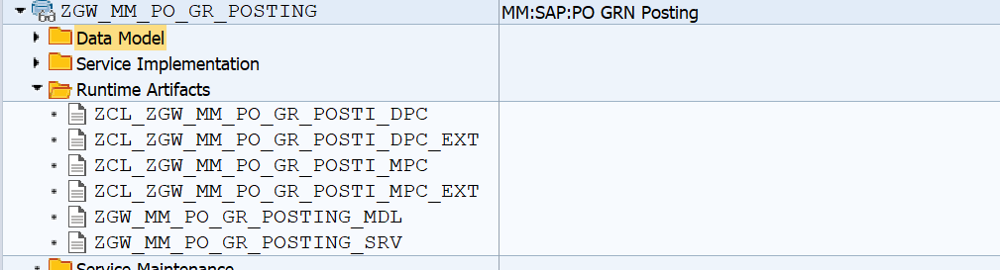 ZGW_MM_PO_GR_POSTING MM:SAP:PO GRN Posting
Data Model
Service Implementation
Runtime Artifacts
ZCL_ZGW_MM_PO_GR_POSTI_DPC
ZCL_ZGW_MM_PO_GR_POSTI_DPC_EXT
ZCL_ZGW_MM_PO_GR_POSTI_MPC
ZCL_ZGW_MM_PO_GR_POSTI_MPC_EXT
ZGW_MM_PO_GR_POSTING_MDL
ZGW_MM_PO_GR_POSTING_SRV
Service Maintenance